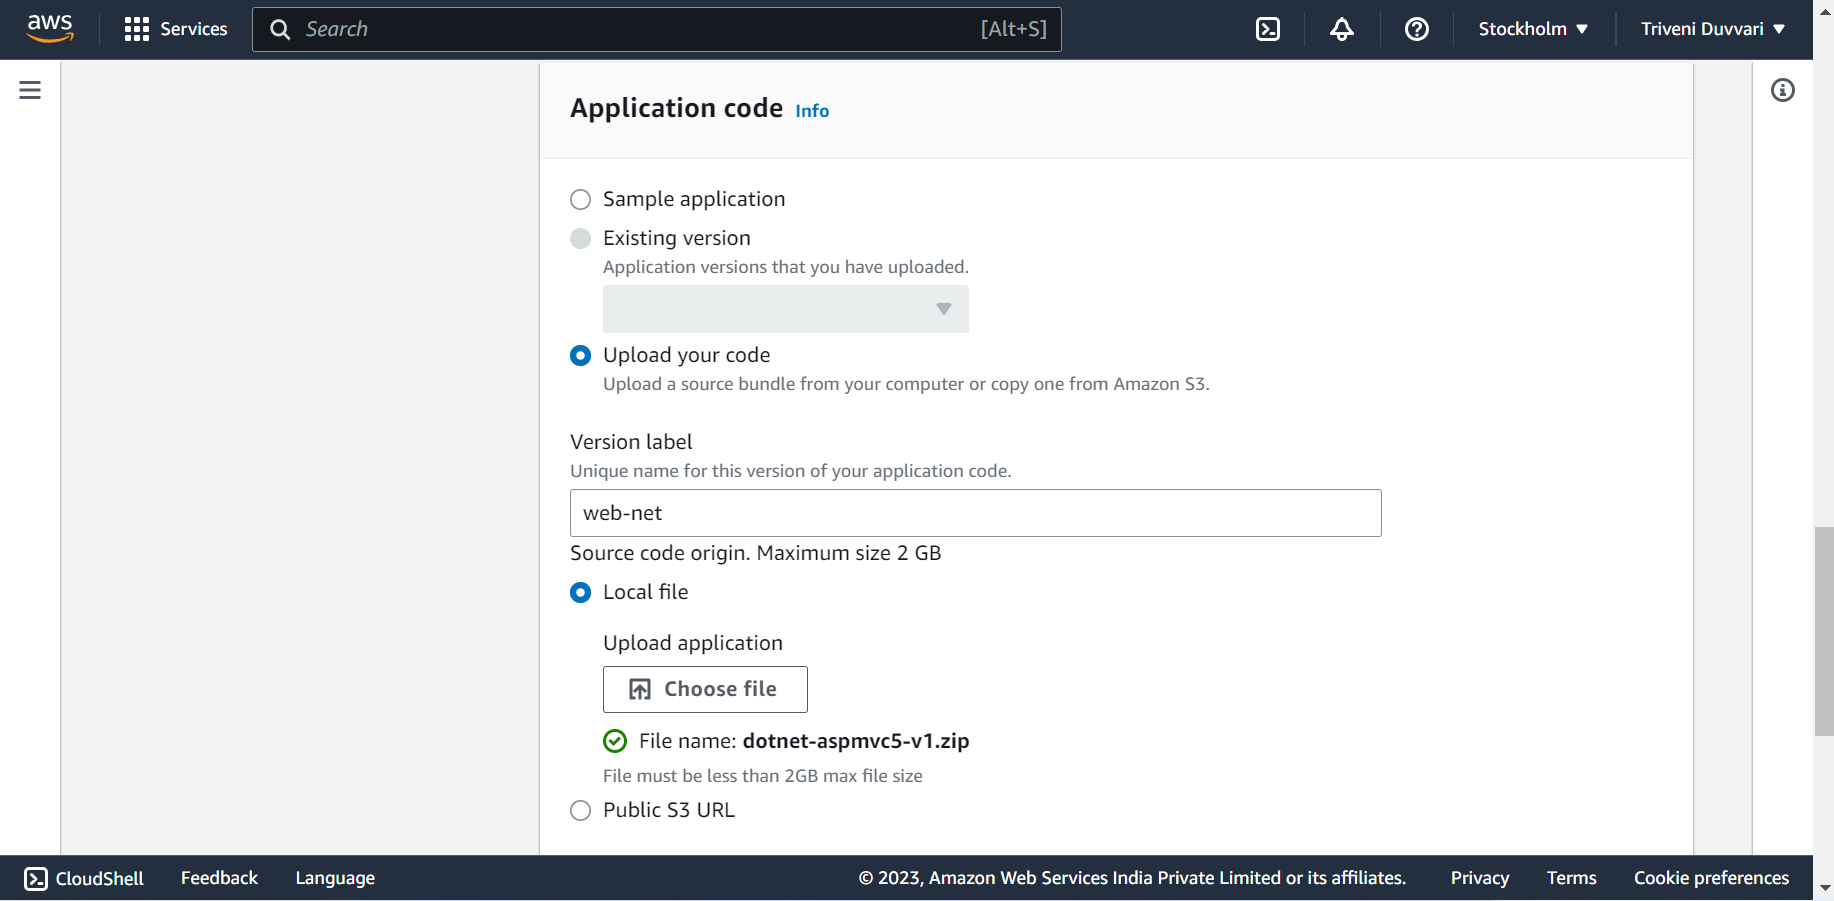 aws Services Search [Alt+S] Stockholm Triveni Duvvari
Application code Info
Sample application
Existing version
Application versions that you have uploaded.
Upload your code
Upload a source bundle from your computer or copy one from Amazon S3.
Version label
Unique name for this version of your application code.
web-net
Source code origin. Maximum size 2 GB
Local file
Upload application
Choose file
File name: dotnet-aspmvc5-v1.zip
File must be less than 2GB max file size
Public S3 URL
CloudShell Feedback Language © 2023, Amazon Web Services India Private Limited or its affiliates. Privacy Terms Cookie preferences